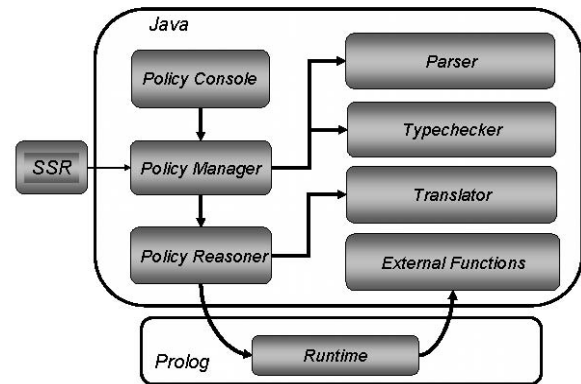 Java
Policy Console
Parser
Typechecker
SSR
Policy Manager
Translator
Policy Reasoner
External Functions
Runtime
Prolog